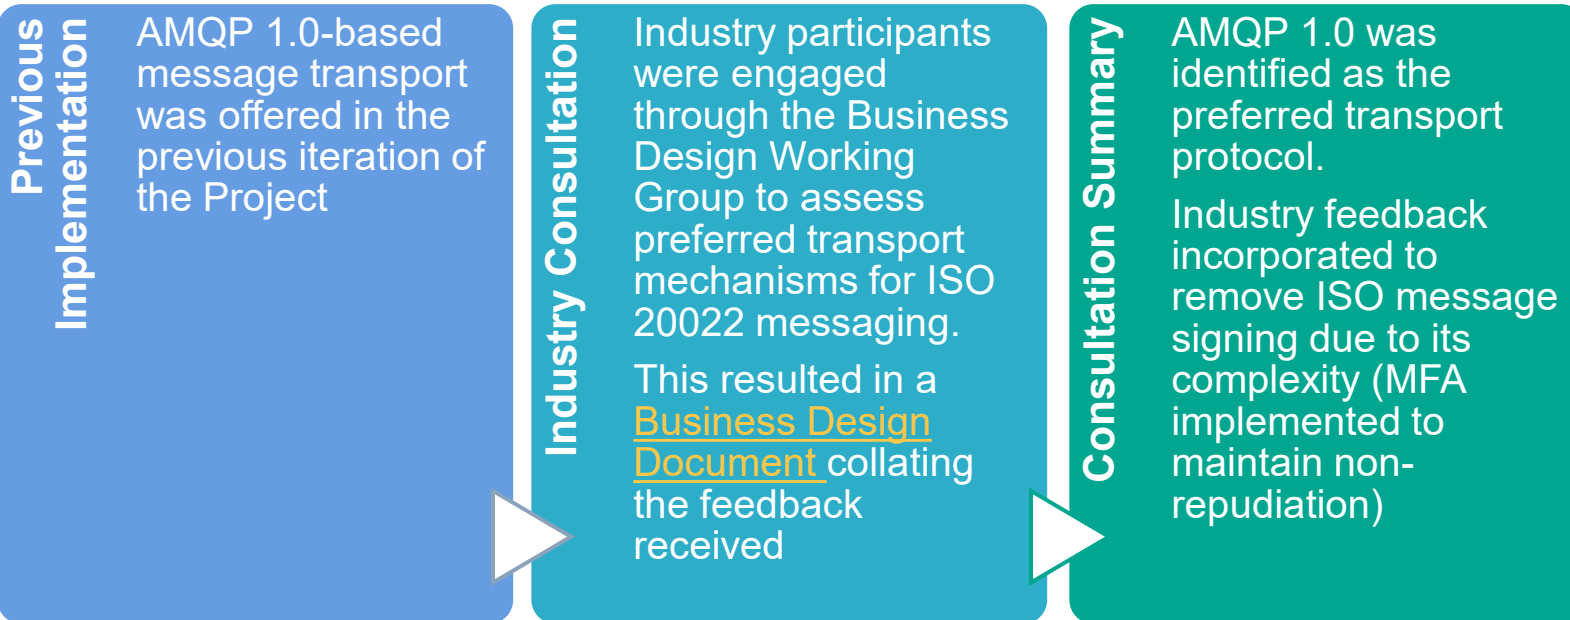 Previous
Implementation
AMQP 1.0-based
message transport
was offered in the
previous iteration of
the Project
Industry Consultation
Industry participants
were engaged
through the Business
Design Working
Group to assess
preferred transport
mechanisms for ISO
20022 messaging.
This resulted in a
Business Design
Document collating
the feedback
received
Consultation Summary
AMQP 1.0 was
identified as the
preferred transport
protocol.
Industry feedback
incorporated to
remove ISO message
signing due to its
complexity (MFA
implemented to
maintain non-
repudiation)